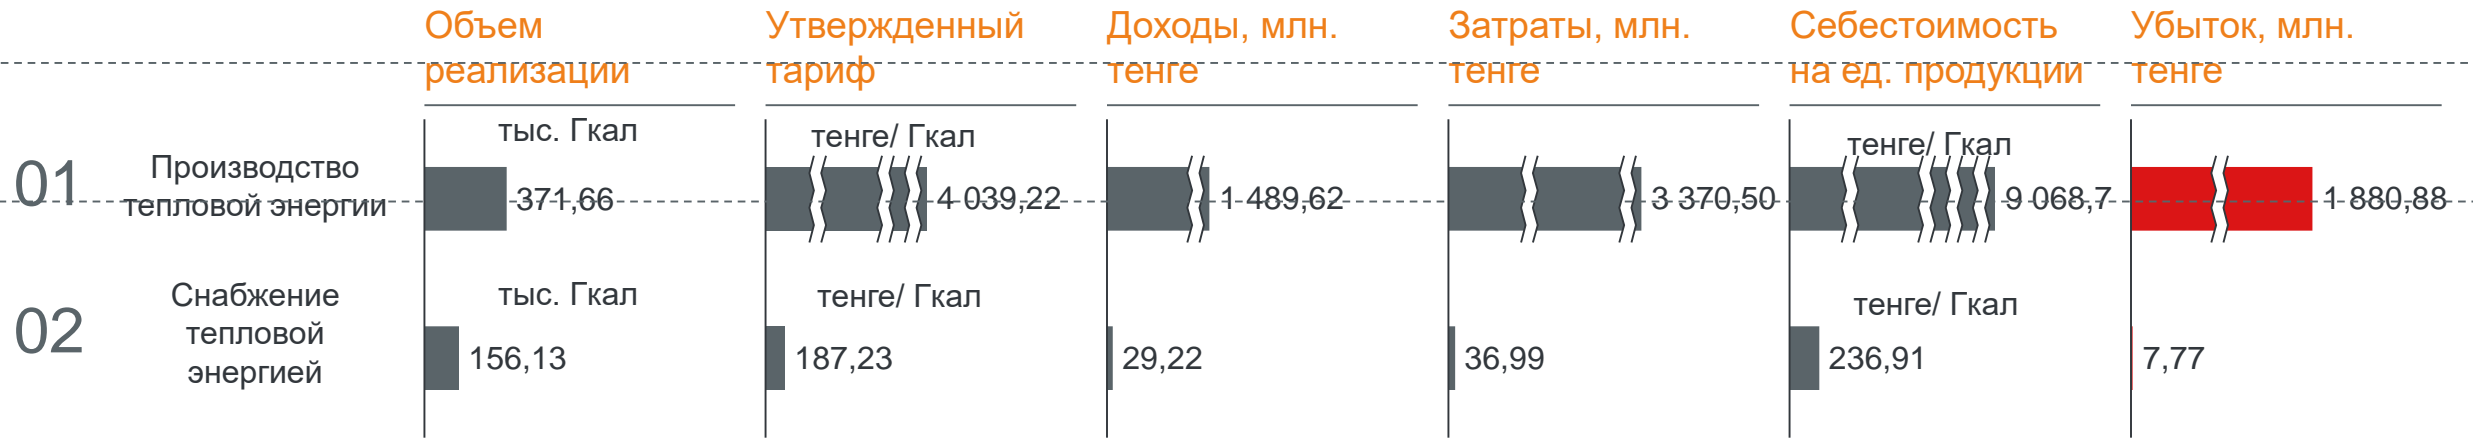 Объем
реализации
Утвержденный
тариф
Доходы, млн.
тенге
Затраты, млн.
тенге
Себестоимость
на ед. продукции
Убыток, млн.
тенге
01
Производство
тепловой энергии
тыс. Гкал
371,66
тенге/ Гкал
4 039,22
1 489,62
3 370,50
тенге/ Гкал
9 068,7
1 880,88
02
Снабжение
тепловой
энергией
тыс. Гкал
156,13
тенге/ Гкал
187,23
29,22
36,99
тенге/ Гкал
236,91
7,77